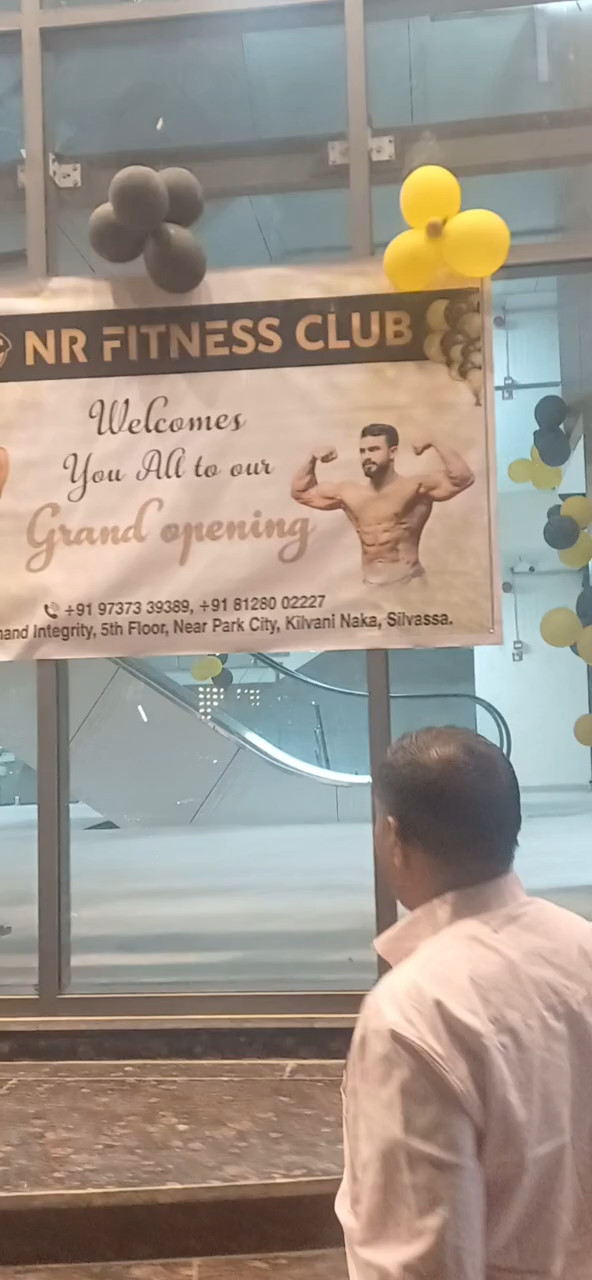 NR FITNESS CLUB
Welcomes
You All to our
Grand opening
+91 97373 39389, +91 81280 02227
Integrity, 5th Floor, Near Park City, Kilvani Naka, Silvassa.